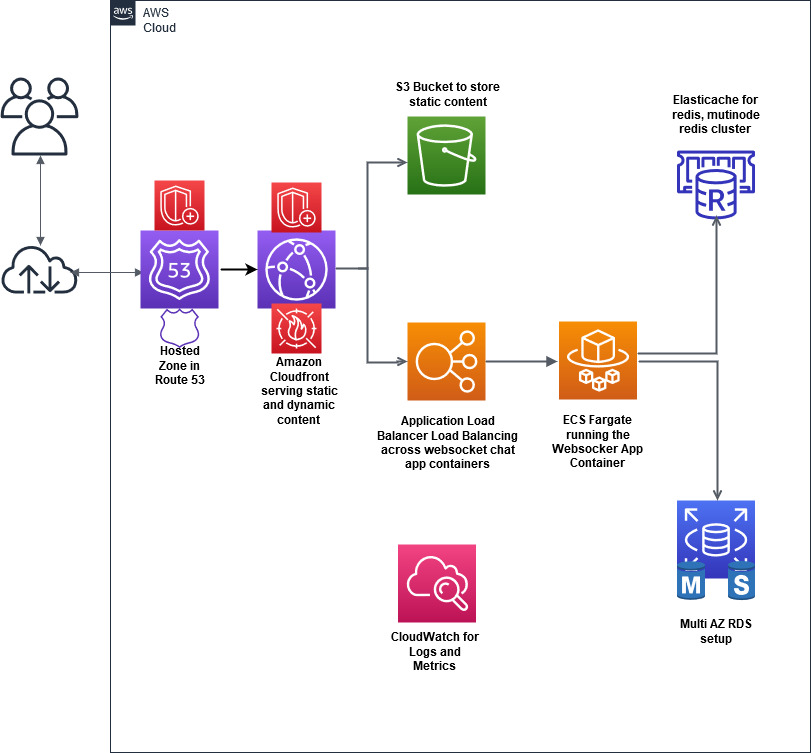 aws
AWS
Cloud
S3 Bucket to store
static content
Elasticache for
redis, mutinode
redis cluster
R
53
Hosted
Zone in
Route 53
Amazon
Cloudfront
serving static
and dynamic
content
Application Load
Balancer Load Balancing
across websocket chat
app containers
ECS Fargate
running the
Websocker App
Container
M
S
Multi AZ RDS
setup
CloudWatch for
Logs and
Metrics